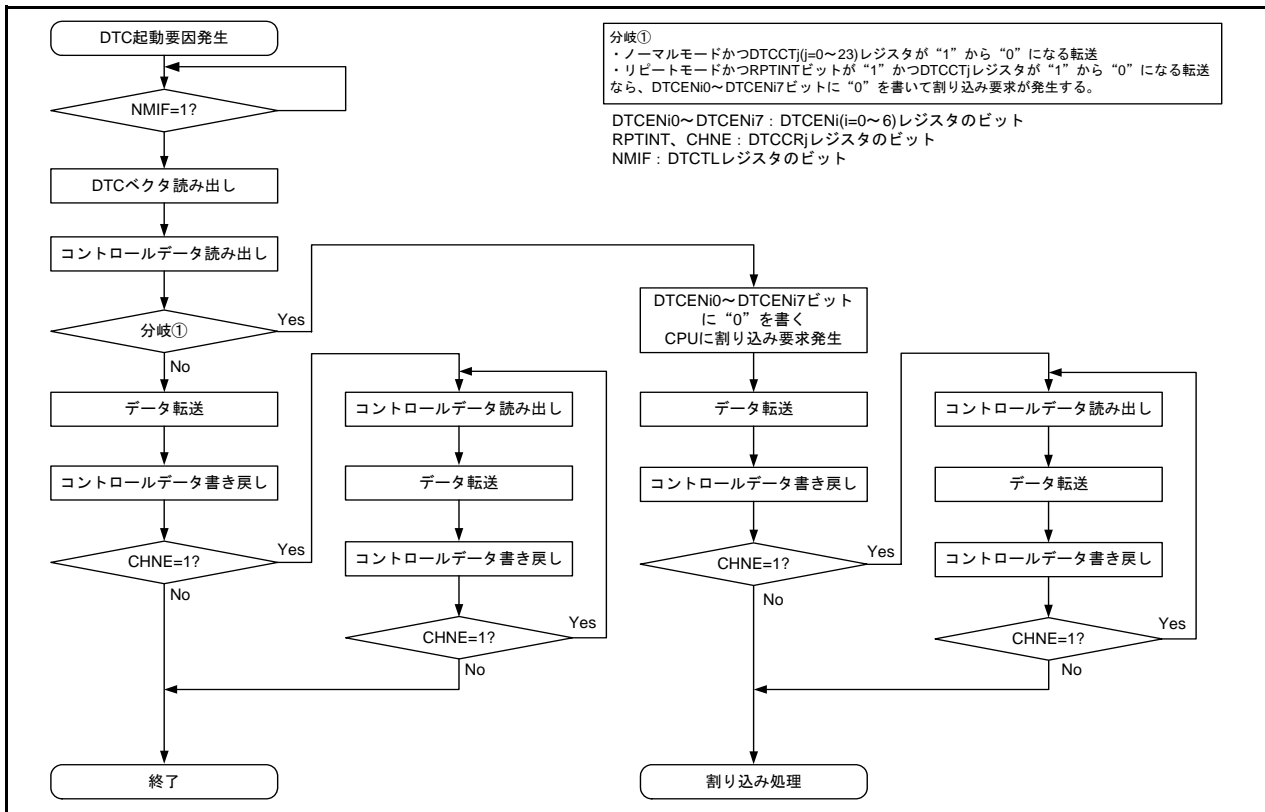 DTC起動要因発生
NMIF=1?
DTCベクタ読み出し
コントロールデータ読み出し
分岐①
Yes
No
データ転送
コントロールデータ書き戻し
CHNE=1?
Yes
No
終了
コントロールデータ読み出し
データ転送
コントロールデータ書き戻し
CHNE=1?
Yes
No
分岐①
・ノーマルモードかつDTCCTj(j=0～23)レジスタが“1”から“0”になる転送
・リピートモードかつRPTINTビットが“1”かつDTCCTjレジスタが“1”から“0”になる転送
なら、DTCENi0～DTCENi7ビットに“0”を書いて割り込み要求が発生する。
DTCENi0～DTCENi7：DTCENi(i=0～6)レジスタのビット
RPTINT、CHNE：DTCCRjレジスタのビット
NMIF：DTCTLレジスタのビット
DTCENi0～DTCENi7ビット
に“0”を書く
CPUに割り込み要求発生
データ転送
コントロールデータ書き戻し
CHNE=1?
Yes
No
割り込み処理
コントロールデータ読み出し
データ転送
コントロールデータ書き戻し
CHNE=1?
Yes
No